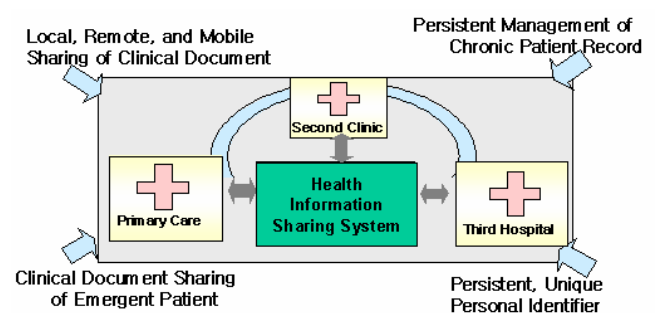 Local, Remote, and Mobile
Sharing of Clinical Document
Persistent Management of
Chronic Patient Record
Second Clinic
Primary Care
Health
Information
Sharing System
Third Hospital
Clinical Document Sharing
of Emergent Patient
Persistent, Unique
Personal Identifier